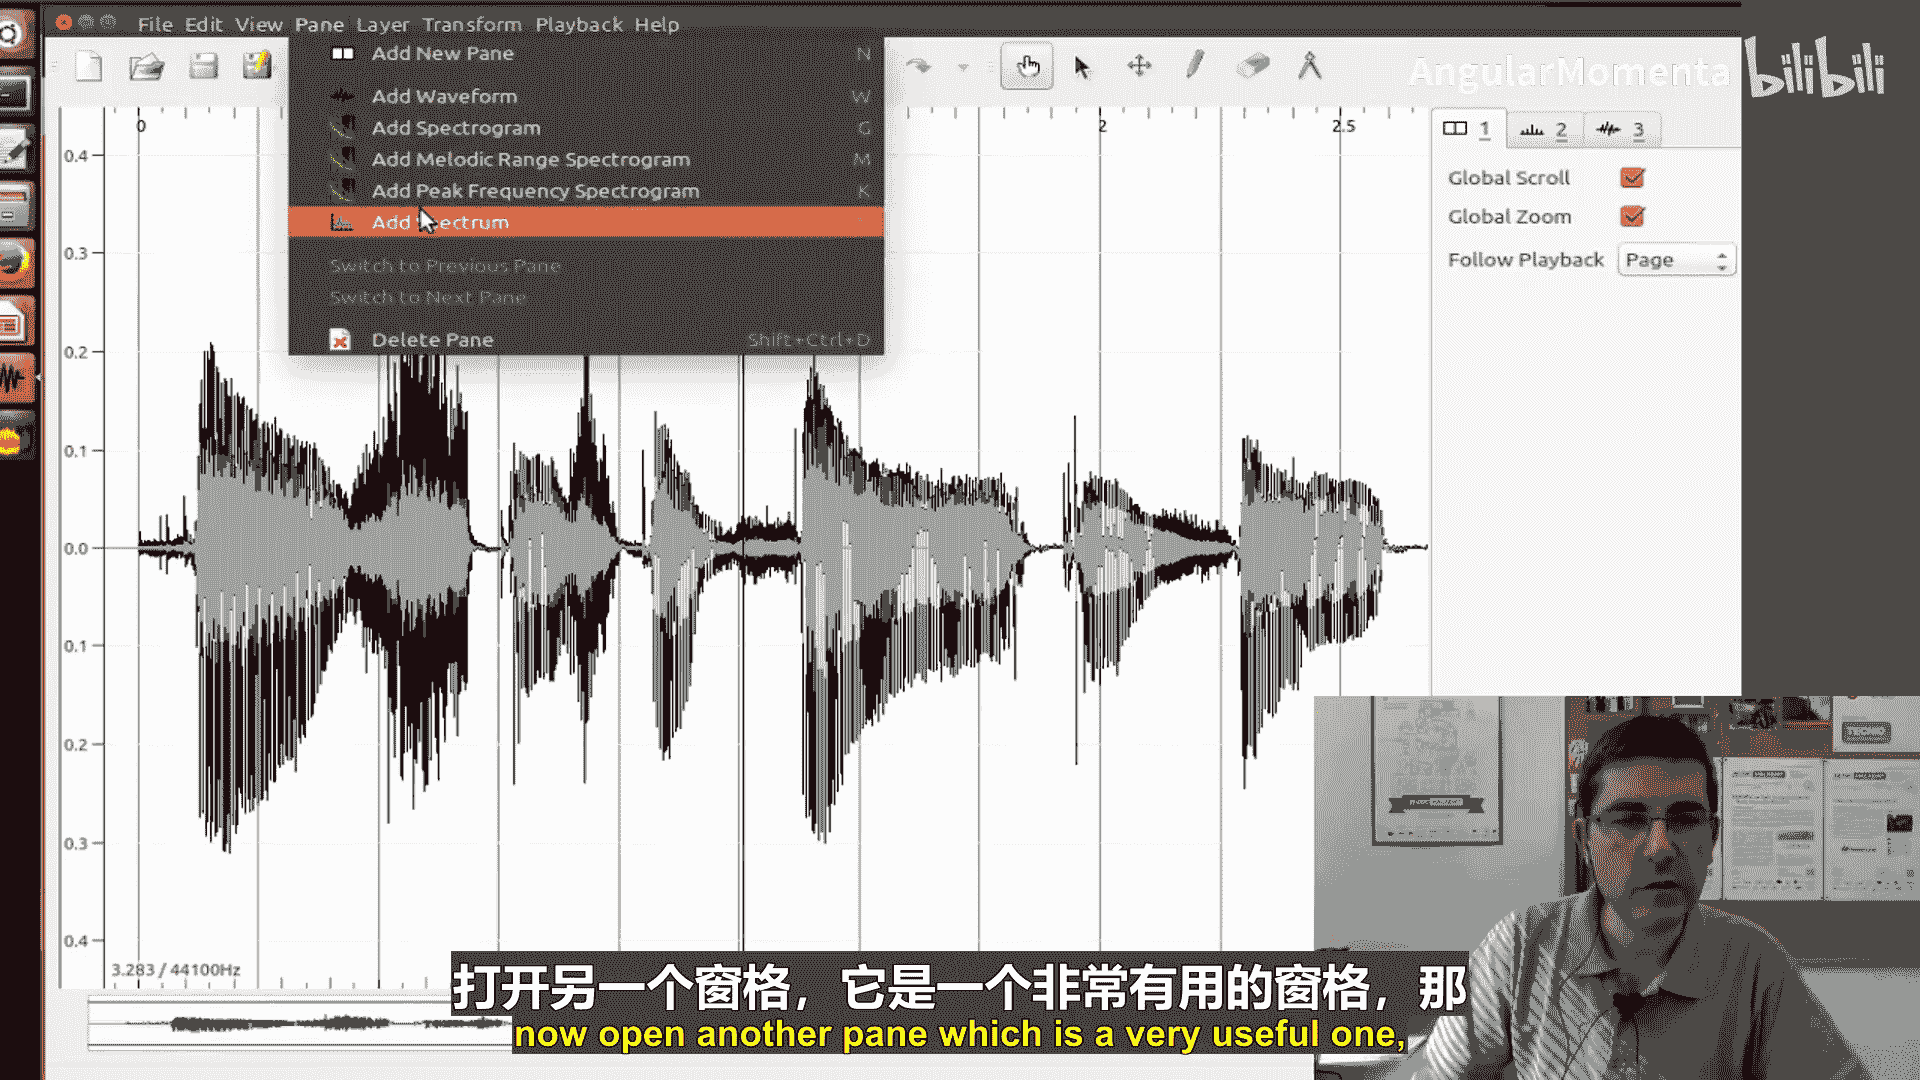 File Edit View Pane Layer Transform Playback Help
Add New Pane N
Add Waveform W
Add Spectrogram G
Add Melodic Range Spectrogram M
Add Peak Frequency Spectrogram K
Switch to Previous Pane
Switch to Next Pane
Delete Pane Shift+Ctrl+D
AngularMomenta bilibili
0 2 2.5
1 2 3
Global Scroll
Global Zoom
Follow Playback Page
0.4
0.3
0.2
0.1
0.0
0.1
0.2
0.3
0.4
3.283 / 44100Hz
TECNIO
打开另一个窗格，它是一个非常有用的窗格，那
now open another pane which is a very useful one,